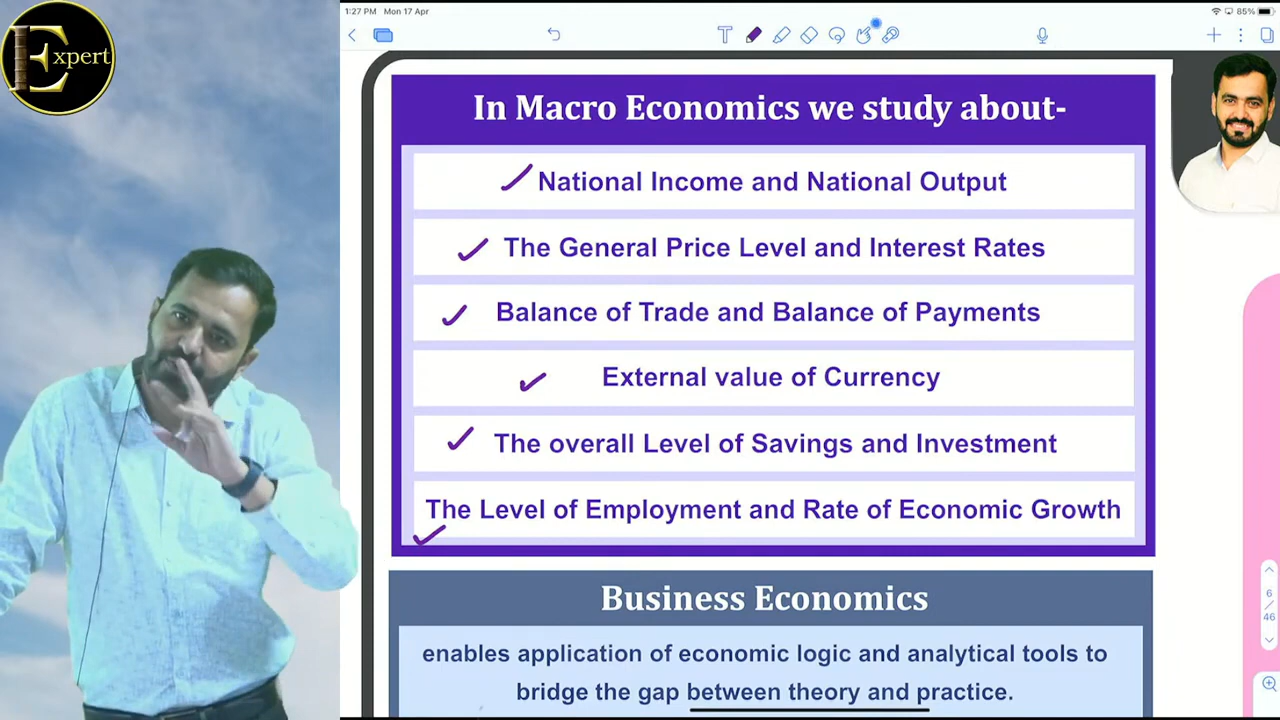 1:27 PM Mon 17 Apr
85%
Expert
In Macro Economics we study about-
National Income and National Output
The General Price Level and Interest Rates
Balance of Trade and Balance of Payments
External value of Currency
The overall Level of Savings and Investment
The Level of Employment and Rate of Economic Growth
Business Economics
enables application of economic logic and analytical tools to
bridge the gap between theory and practice.
6
/
46